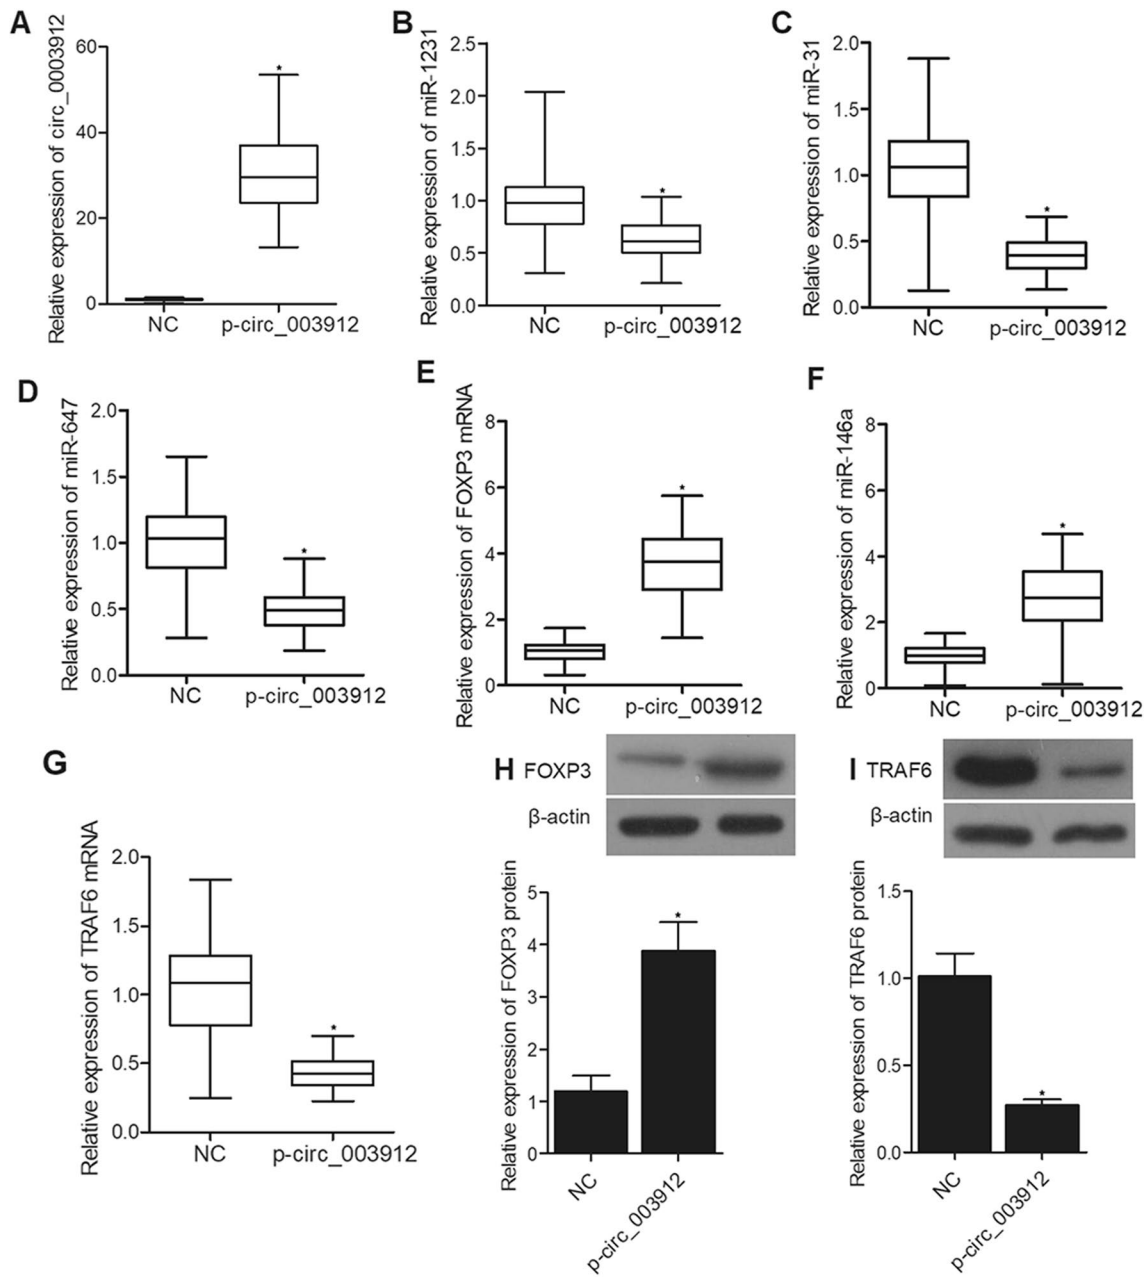 A
Relative expression of circ_0003912
60
40
20
0
*
NC
p-circ_003912
B
Relative expression of miR-1231
2.5
2.0
1.5
1.0
0.5
0.0
*
NC
p-circ_003912
C
Relative expression of miR-31
2.0
1.5
1.0
0.5
0.0
*
NC
p-circ_003912
D
Relative expression of miR-647
2.0
1.5
1.0
0.5
0.0
*
NC
p-circ_003912
E
Relative expression of FOXP3 mRNA
8
6
4
2
0
*
NC
p-circ_003912
F
Relative expression of miR-146a
8
6
4
2
0
*
NC
p-circ_003912
G
Relative expression of TRAF6 mRNA
2.0
1.5
1.0
0.5
0.0
*
NC
p-circ_003912
H FOXP3
β-actin
Relative expression of FOXP3 protein
5
4
3
2
1
0
*
NC
p-circ_003912
I TRAF6
β-actin
Relative expression of TRAF6 protein
1.5
1.0
0.5
0.0
*
NC
p-circ_003912